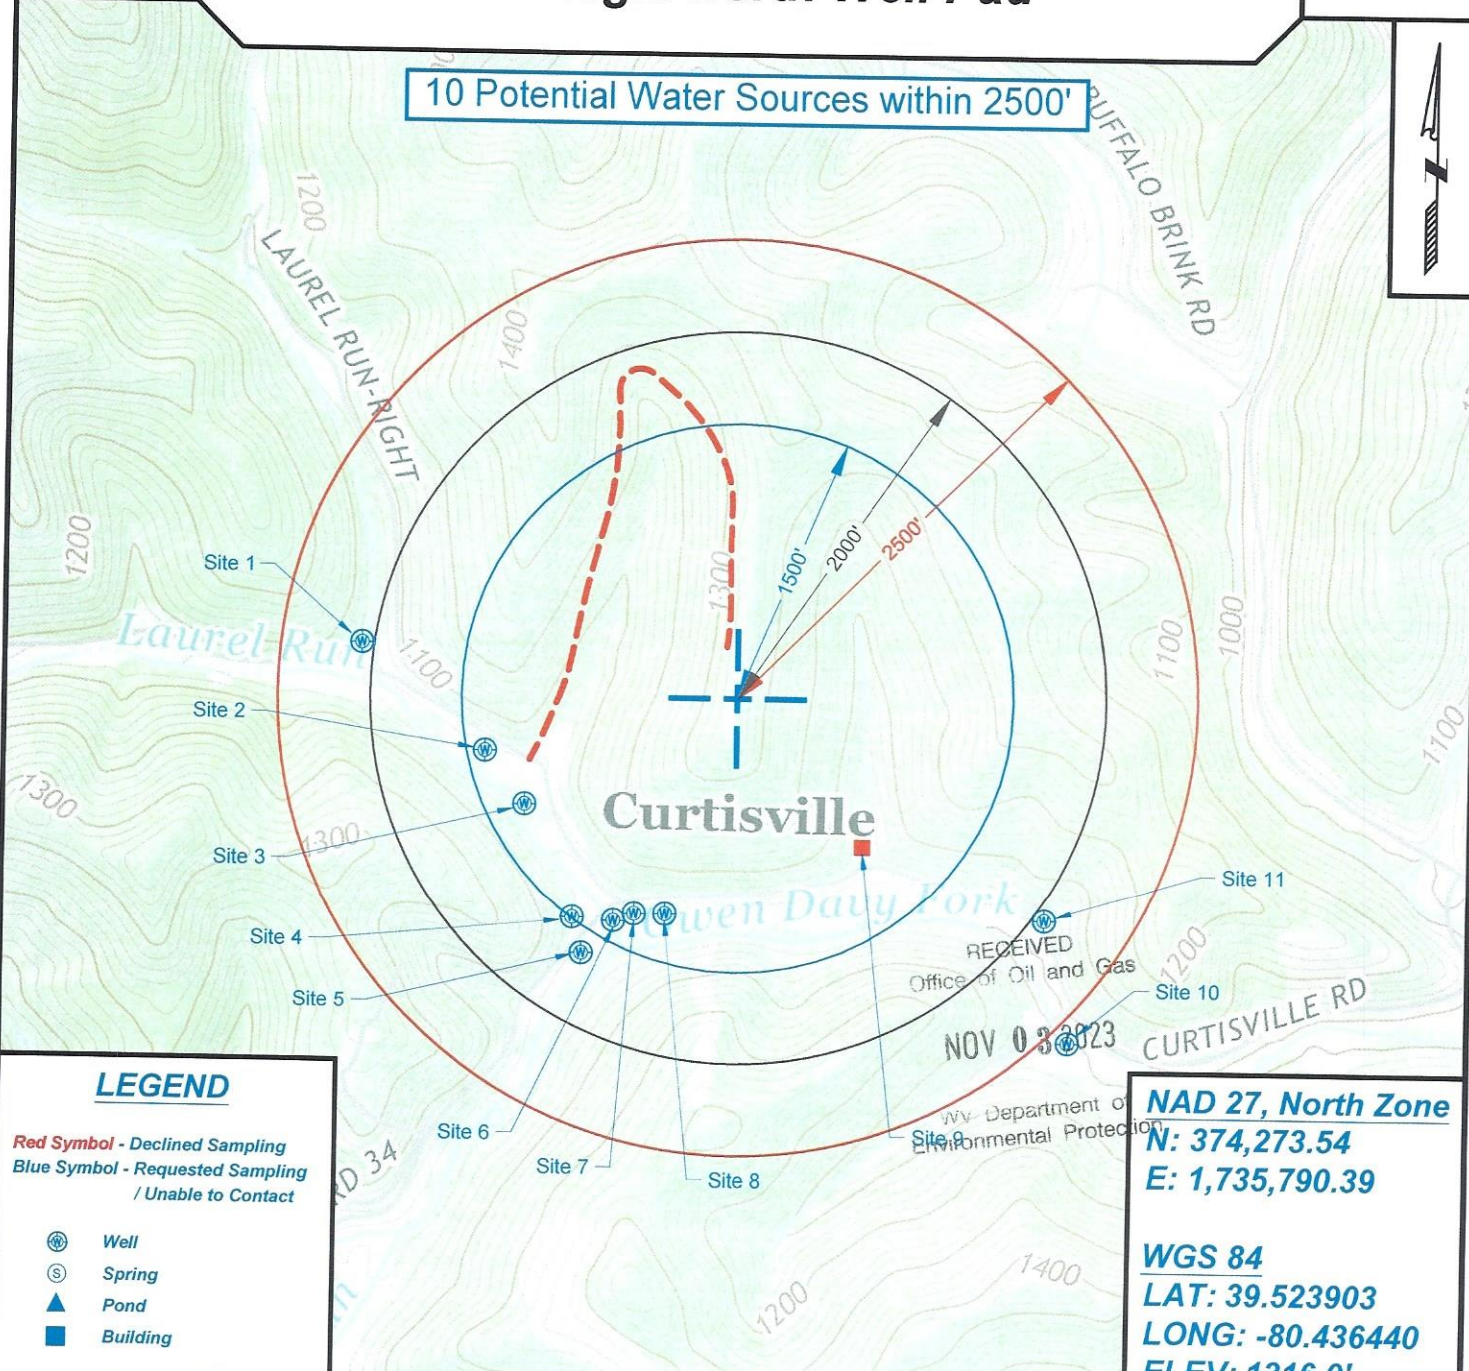 10 Potential Water Sources within 2500'
BUFFALO BRINK RD
1200
LAUREL RUN-RIGHT
1400
1200
Site 1
1500'
2000'
2500'
1300
Laurel Run
1100
1100
1000
Site 2
1100
1300
Curtisville
1300
Site 3
Site 11
Davy Fork
Site 4
RECEIVED
Office of Oil and Gas
1200
Site 5
Site 10
NOV 03 2023
CURTISVILLE RD
WV Department of
Environmental Protection
Site 6
Site 7
Site 8
Site 9
RD 34
1400
1200
LEGEND
Red Symbol - Declined Sampling
Blue Symbol - Requested Sampling
/ Unable to Contact
W Well
S Spring
Pond
Building
NAD 27, North Zone
N: 374,273.54
E: 1,735,790.39
WGS 84
LAT: 39.523903
LONG: -80.436440
N